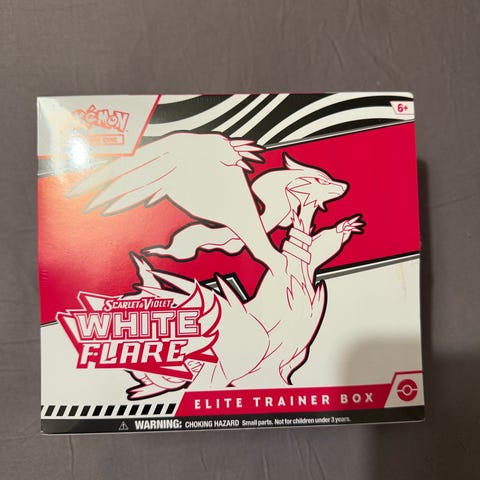 POKÉMON
6+
SCARLET & VIOLET
WHITE
FLARE
ELITE TRAINER BOX
WARNING: CHOKING HAZARD Small parts. Not for children under 3 years.